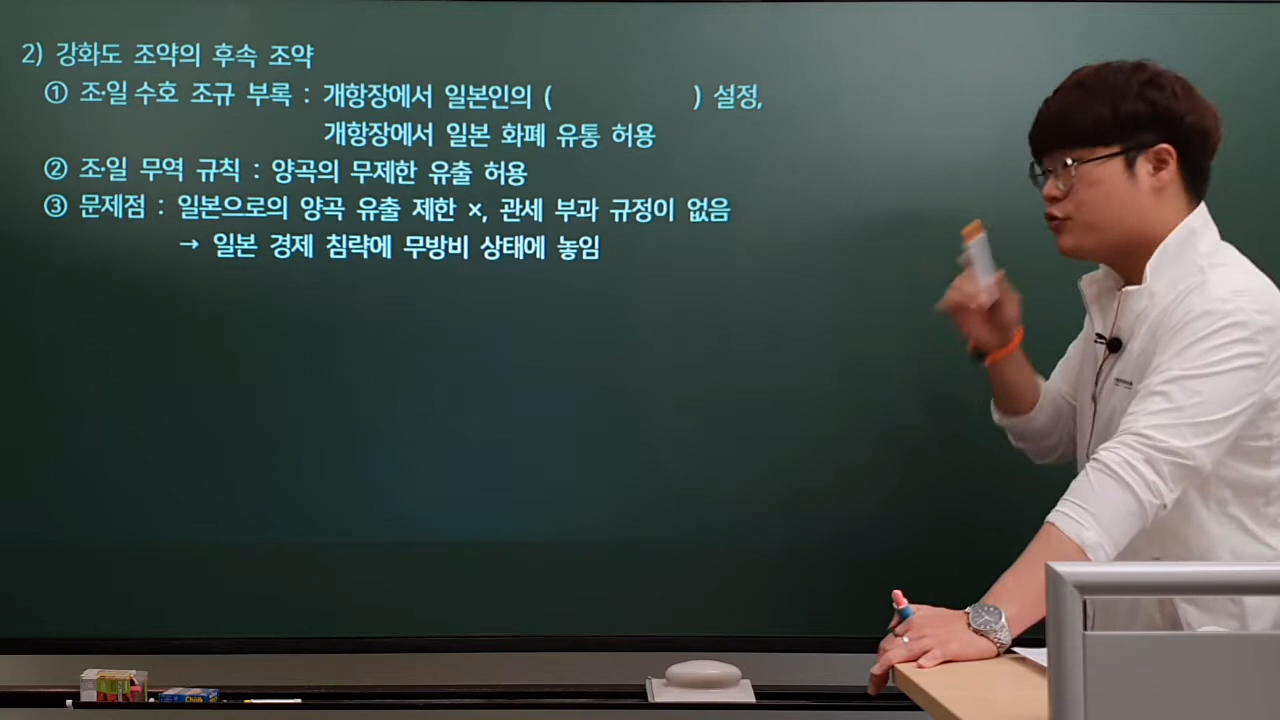 2) 강화도 조약의 후속 조약
① 조·일 수호 조규 부록 : 개항장에서 일본인의 (          ) 설정,
개항장에서 일본 화폐 유통 허용
② 조·일 무역 규칙 : 양곡의 무제한 유출 허용
③ 문제점 : 일본으로의 양곡 유출 제한 ×, 관세 부과 규정이 없음
→ 일본 경제 침략에 무방비 상태에 놓임